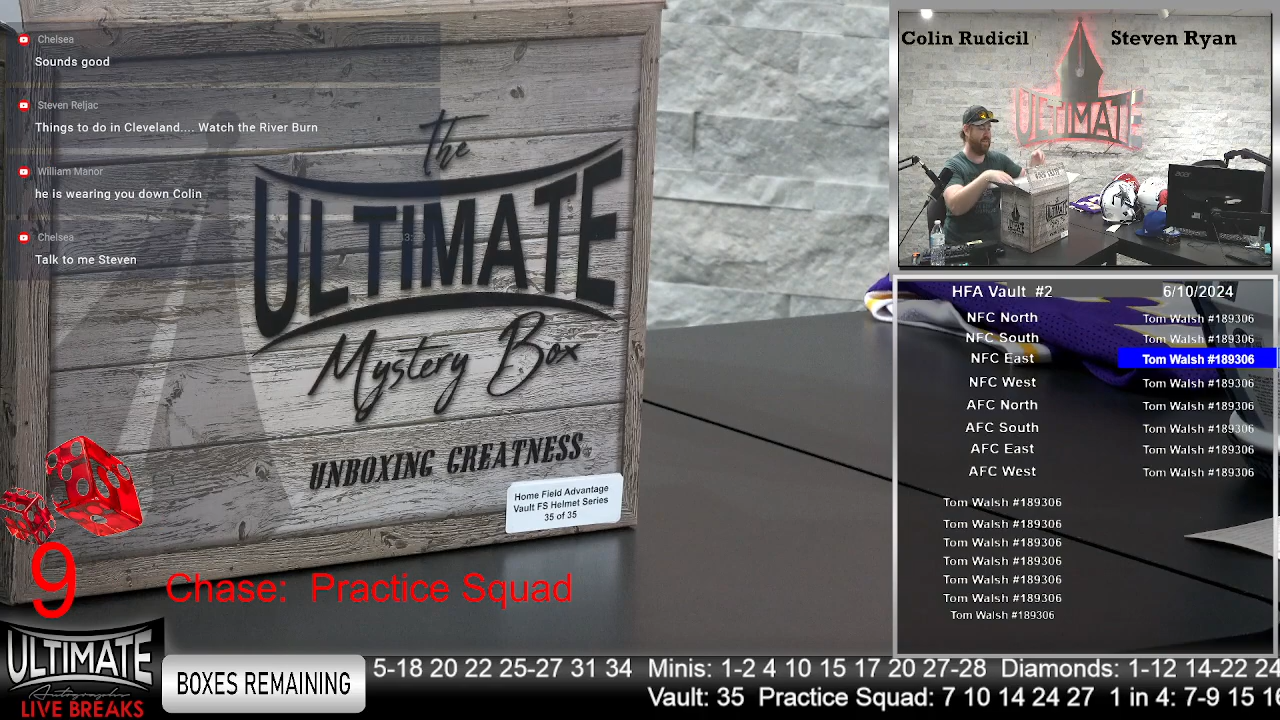 Chelsea
Sounds good
Steven Reljac
Things to do in Cleveland.... Watch the River Burn
William Manor
he is wearing you down Colin
Chelsea
Talk to me Steven
the
ULTIMATE
Mystery Box
UNBOXING GREATNESS
Home Field Advantage
Vault FS Helmet Series
35 of 35
9
Chase: Practice Squad
Colin Rudicil
Steven Ryan
ULTIMATE
ULTIMATE
acer
HFA Vault #2 6/10/2024
NFC North Tom Walsh #189306
NFC South Tom Walsh #189306
NFC East Tom Walsh #189306
NFC West Tom Walsh #189306
AFC North Tom Walsh #189306
AFC South Tom Walsh #189306
AFC East Tom Walsh #189306
AFC West Tom Walsh #189306
Tom Walsh #189306
Tom Walsh #189306
Tom Walsh #189306
Tom Walsh #189306
Tom Walsh #189306
Tom Walsh #189306
Tom Walsh #189306
ULTIMATE
Autographs
LIVE BREAKS
BOXES REMAINING
5-18 20 22 25-27 31 34 Minis: 1-2 4 10 15 17 20 27-28 Diamonds: 1-12 14-22 24
Vault: 35 Practice Squad: 7 10 14 24 27 1 in 4: 7-9 15 16